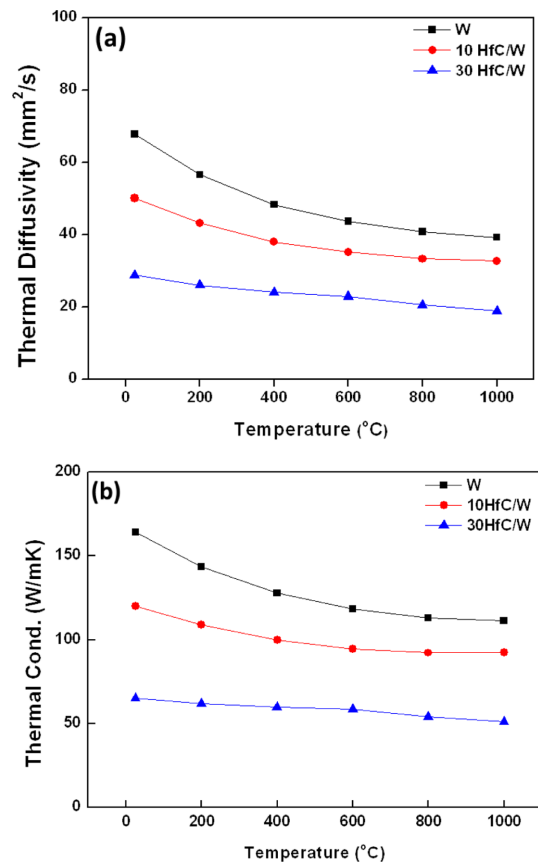 (a)
W
10 HfC/W
30 HfC/W
100
80
60
40
20
0
Thermal Diffusivity (mm²/s)
0 200 400 600 800 1000
Temperature (°C)
(b)
W
10HfC/W
30HfC/W
200
150
100
50
0
Thermal Cond. (W/mK)
0 200 400 600 800 1000
Temperature (°C)